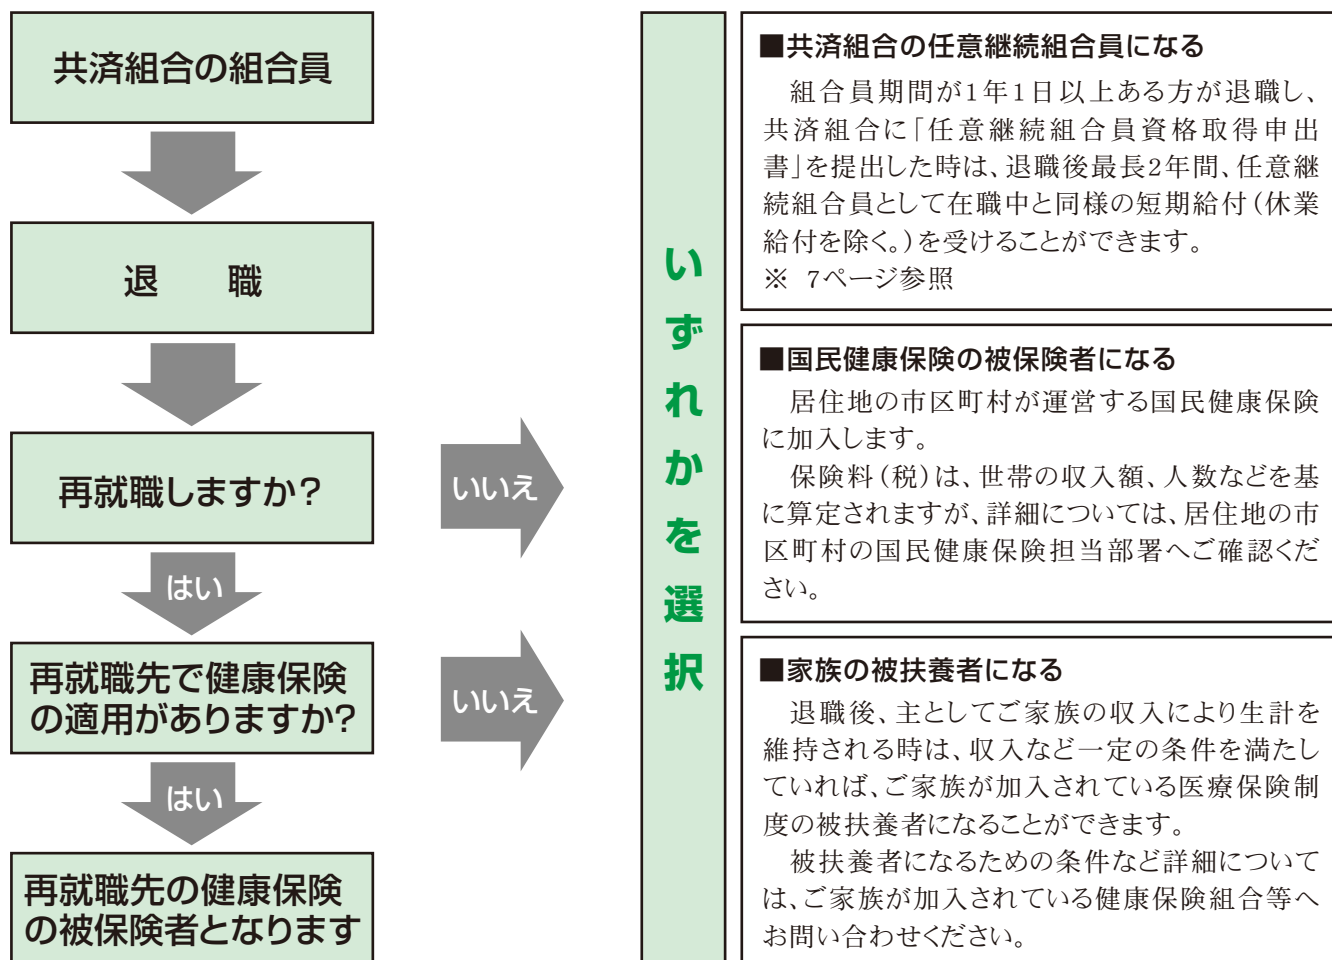 共済組合の組合員
退　職
再就職しますか？
いいえ
はい
再就職先で健康保険
の適用がありますか？
いいえ
はい
再就職先の健康保険
の被保険者となります
いずれかを選択
■共済組合の任意継続組合員になる
組合員期間が1年1日以上ある方が退職し、
共済組合に「任意継続組合員資格取得申出
書」を提出した時は、退職後最長2年間、任意継
続組合員として在職中と同様の短期給付（休業
給付を除く。）を受けることができます。
※　7ページ参照
■国民健康保険の被保険者になる
居住地の市区町村が運営する国民健康保険
に加入します。
保険料（税）は、世帯の収入額、人数などを基
に算定されますが、詳細については、居住地の市
区町村の国民健康保険担当部署へご確認くだ
さい。
■家族の被扶養者になる
退職後、主としてご家族の収入により生計を
維持される時は、収入など一定の条件を満たし
ていれば、ご家族が加入されている医療保険制
度の被扶養者になることができます。
被扶養者になるための条件など詳細について
は、ご家族が加入されている健康保険組合等へ
お問い合わせください。